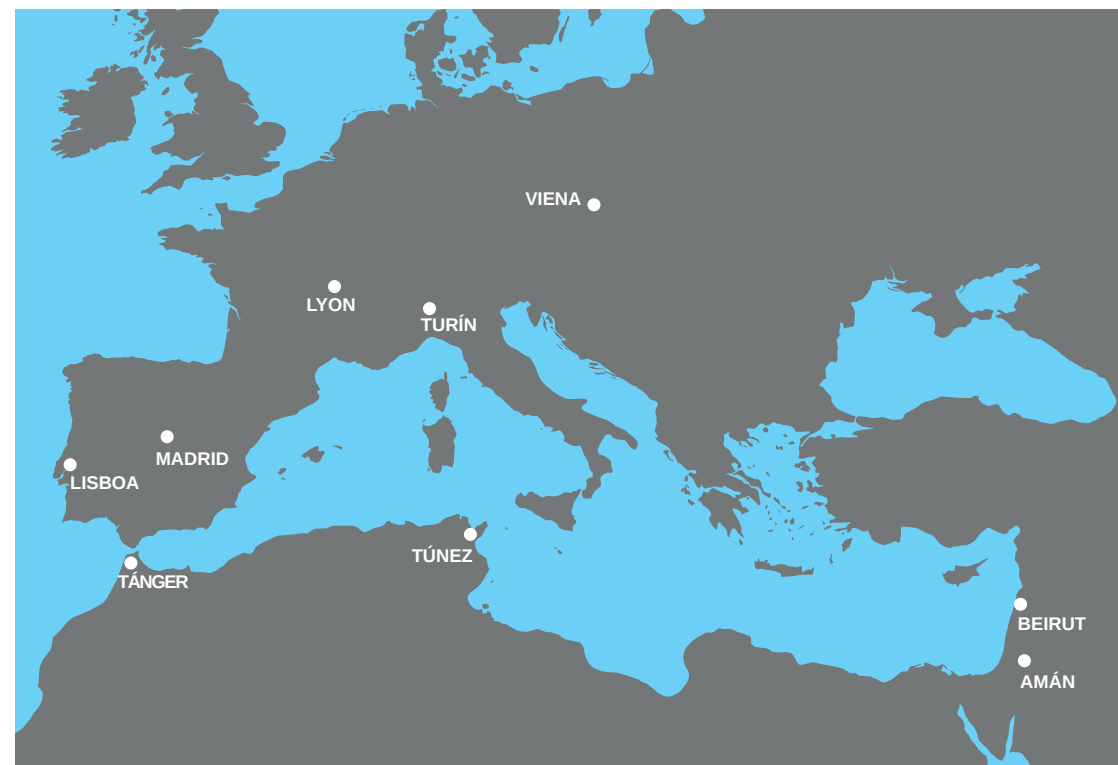 VIENA
LYON
TURÍN
MADRID
LISBOA
TÚNEZ
TÁNGER
BEIRUT
AMÁN